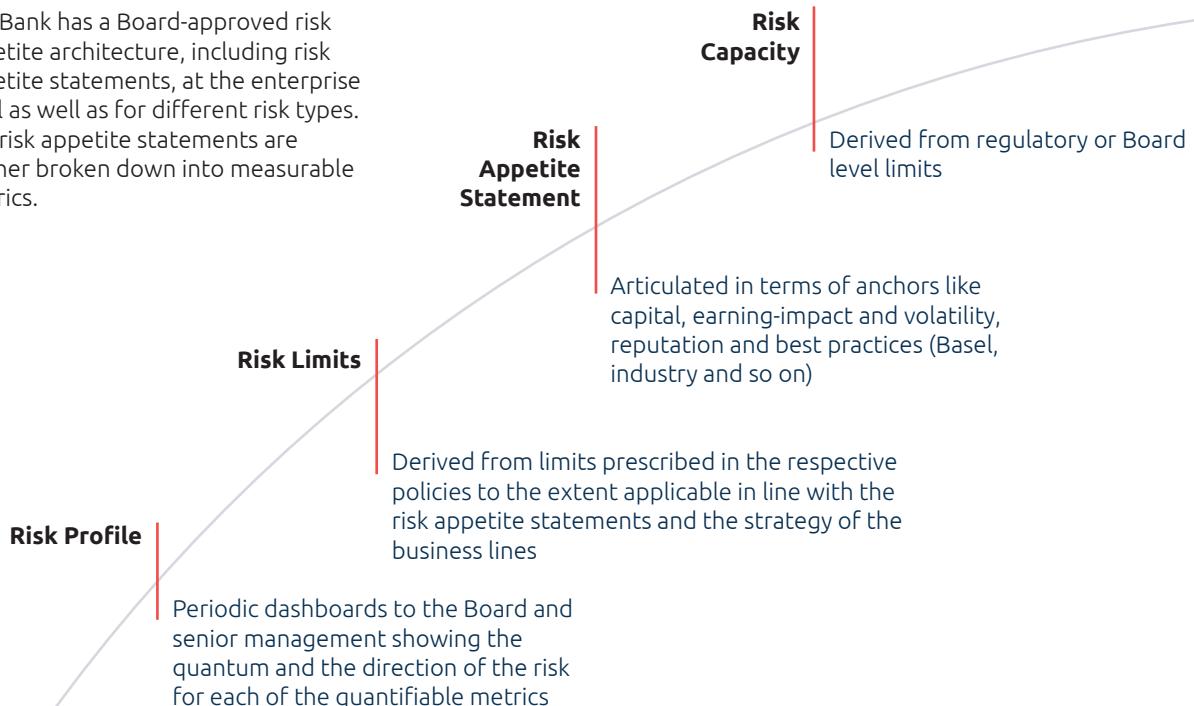 Bank has a Board-approved risk
etite architecture, including risk
etite statements, at the enterprise
l as well as for different risk types.
risk appetite statements are
her broken down into measurable
rics.
Risk
Capacity
Derived from regulatory or Board
level limits
Risk
Appetite
Statement
Articulated in terms of anchors like
capital, earning-impact and volatility,
reputation and best practices (Basel,
industry and so on)
Risk Limits
Derived from limits prescribed in the respective
policies to the extent applicable in line with the
risk appetite statements and the strategy of the
business lines
Risk Profile
Periodic dashboards to the Board and
senior management showing the
quantum and the direction of the risk
for each of the quantifiable metrics